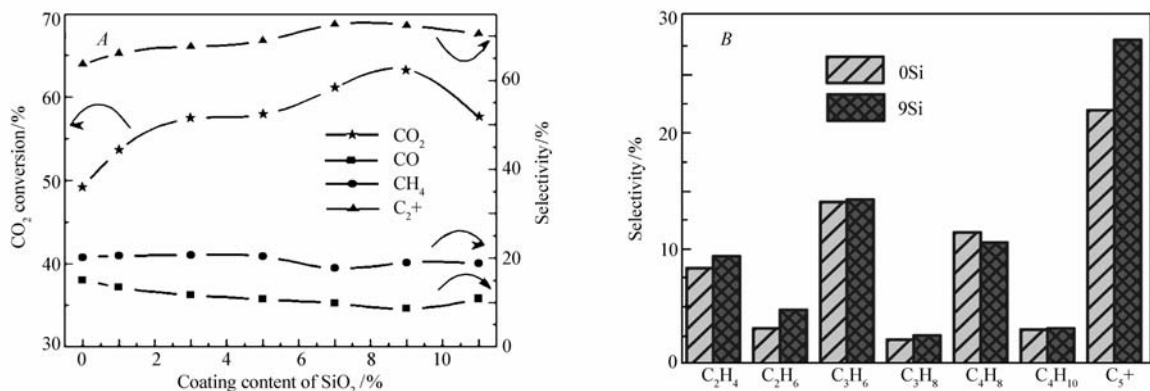 A
70
60
50
40
30
CO₂ conversion/%
0 2 4 6 8 10
Coating content of SiO₂/%
60
40
20
0
Selectivity/%
CO₂
CO
CH₄
C₂+
B
30
20
10
0
Selectivity/%
0Si
9Si
C₂H₄ C₂H₆ C₃H₆ C₃H₈ C₄H₈ C₄H₁₀ C₅+